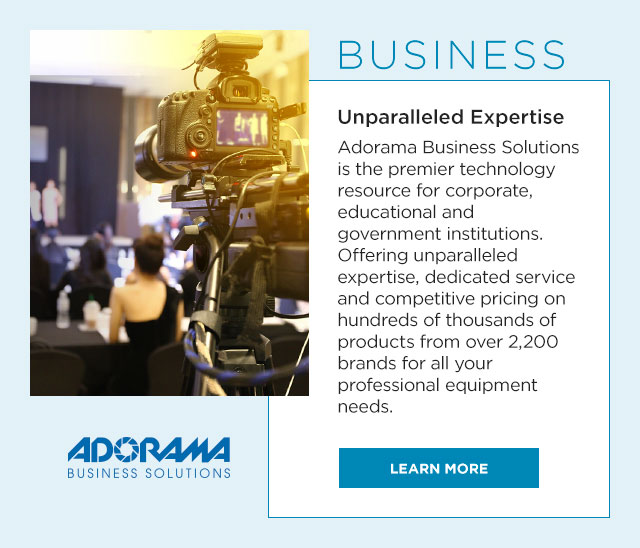 BUSINESS
Unparalleled Expertise
Adorama Business Solutions
is the premier technology
resource for corporate,
educational and
government institutions.
Offering unparalleled
expertise, dedicated service
and competitive pricing on
hundreds of thousands of
products from over 2,200
brands for all your
professional equipment
needs.
LEARN MORE
ADORAMA
BUSINESS SOLUTIONS